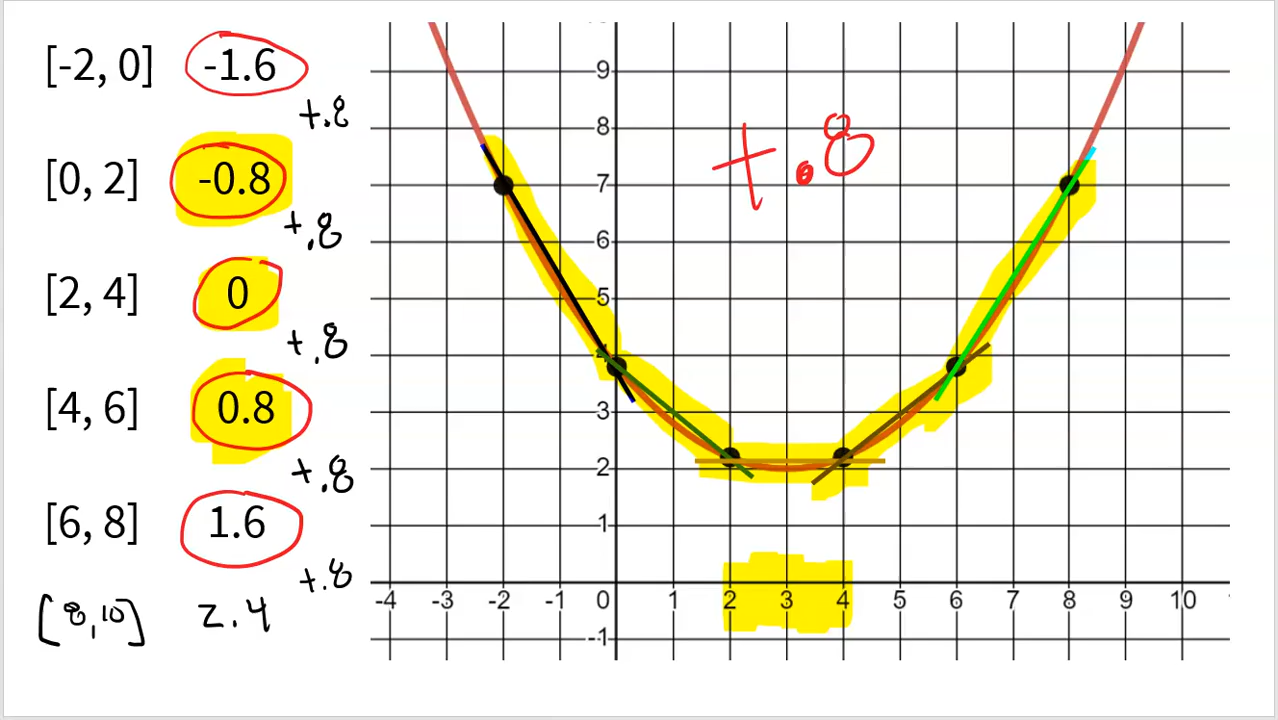 [-2, 0] -1.6
+.8
[0, 2] -0.8
+.8
[2, 4] 0
+.8
[4, 6] 0.8
+.8
[6, 8] 1.6
+.8
[8,10] 2.4
+.8
9
8
7
6
5
4
3
2
1
-4 -3 -2 -1 0 1 2 3 4 5 6 7 8 9 10
-1